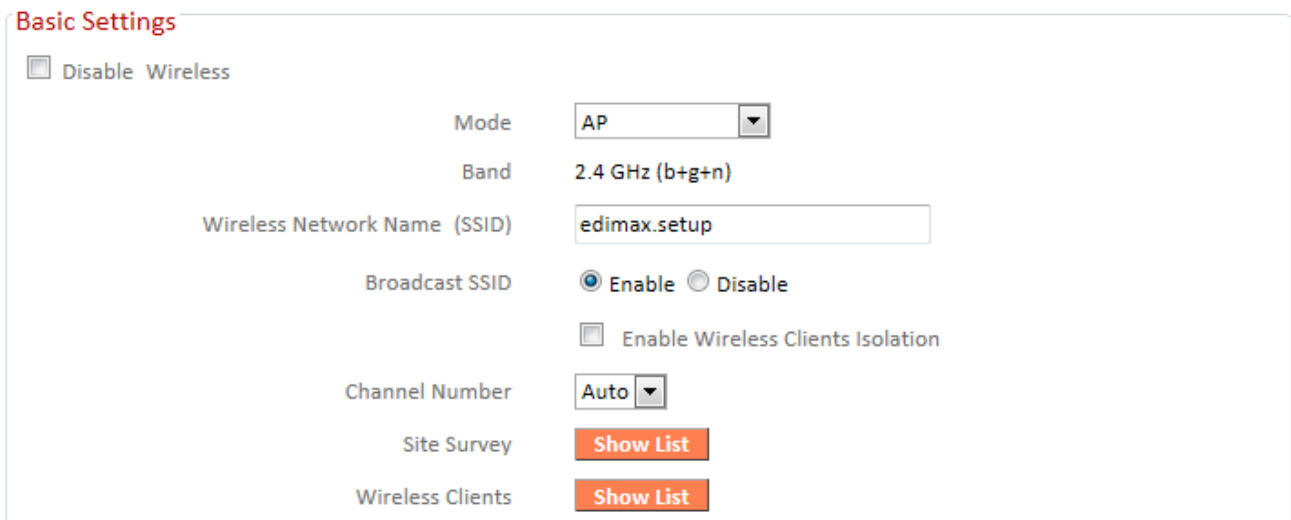 Basic Settings
Disable Wireless
Mode AP
Band 2.4 GHz (b+g+n)
Wireless Network Name (SSID) edimax.setup
Broadcast SSID Enable Disable
Enable Wireless Clients Isolation
Channel Number Auto
Site Survey Show List
Wireless Clients Show List